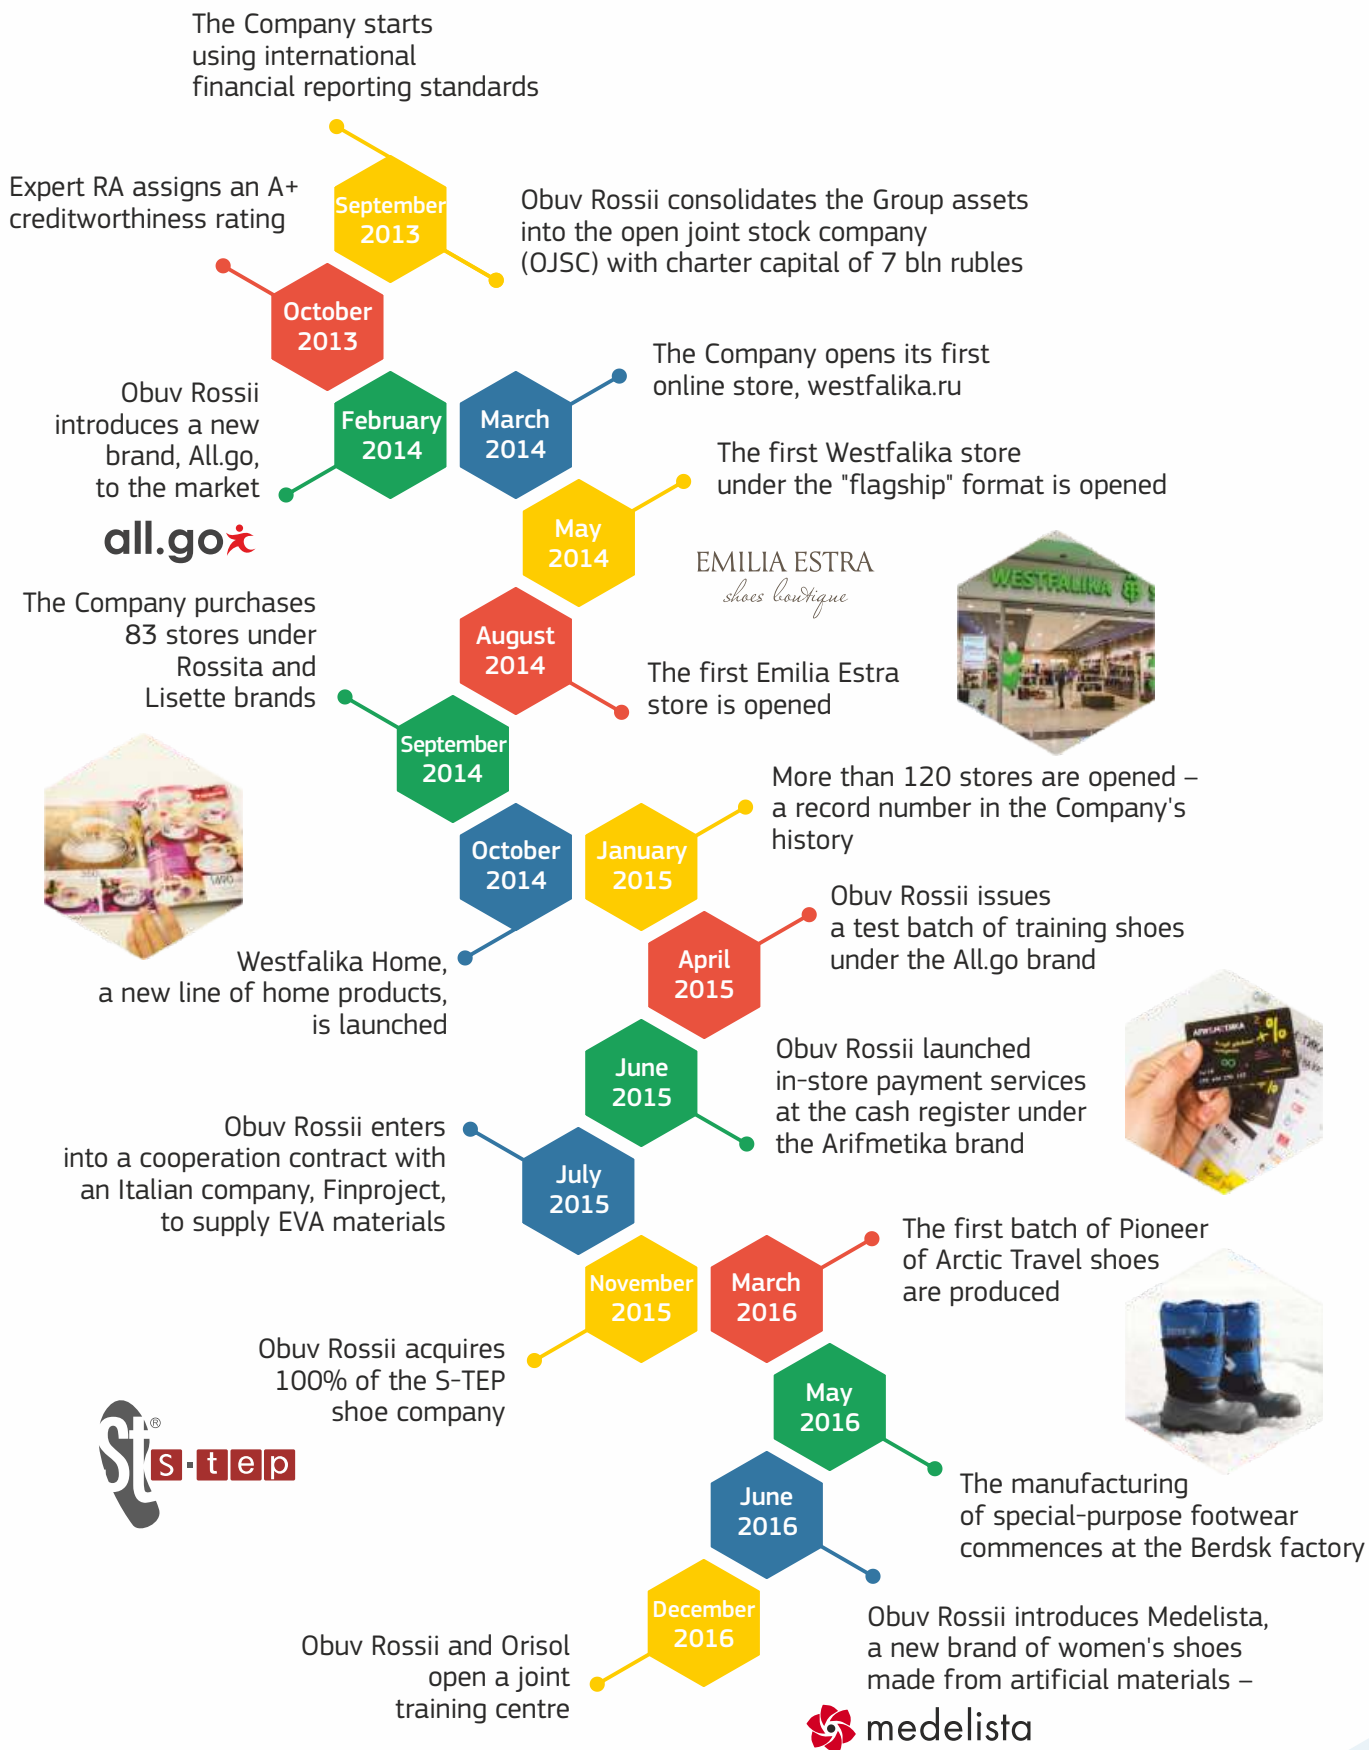 The Company starts
using international
financial reporting standards
September
2013
Expert RA assigns an A+
creditworthiness rating
Obuv Rossii consolidates the Group assets
into the open joint stock company
(OJSC) with charter capital of 7 bln rubles
October
2013
Obuv Rossii
introduces a new
brand, All.go,
to the market
all.go
February
2014
March
2014
The Company opens its first
online store, westfalika.ru
May
2014
The first Westfalika store
under the "flagship" format is opened
EMILIA ESTRA
shoes boutique
WESTFALIKA
August
2014
The first Emilia Estra
store is opened
The Company purchases
83 stores under
Rossita and
Lisette brands
September
2014
October
2014
January
2015
More than 120 stores are opened –
a record number in the Company's
history
Westfalika Home,
a new line of home products,
is launched
April
2015
Obuv Rossii issues
a test batch of training shoes
under the All.go brand
June
2015
Obuv Rossii launched
in-store payment services
at the cash register under
the Arifmetika brand
Obuv Rossii enters
into a cooperation contract with
an Italian company, Finproject,
to supply EVA materials
July
2015
November
2015
March
2016
The first batch of Pioneer
of Arctic Travel shoes
are produced
Obuv Rossii acquires
100% of the S-TEP
shoe company
St®
s-tep
May
2016
The manufacturing
of special-purpose footwear
commences at the Berdsk factory
June
2016
Obuv Rossii introduces Medelista,
a new brand of women's shoes
made from artificial materials –
medelista
December
2016
Obuv Rossii and Orisol
open a joint
training centre